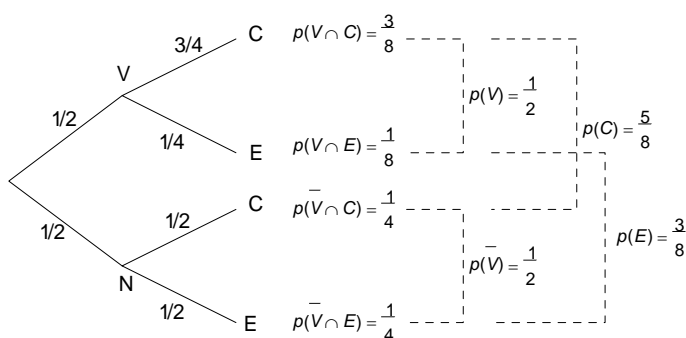 3/4 C p(V ∩ C) = 3/8
V
1/2 p(V) = 1/2
1/4 p(C) = 5/8
E p(V ∩ E) = 1/8
1/2 C p(V̅ ∩ C) = 1/4
1/2 p(E) = 3/8
p(V̅) = 1/2
N
1/2 E p(V̅ ∩ E) = 1/4